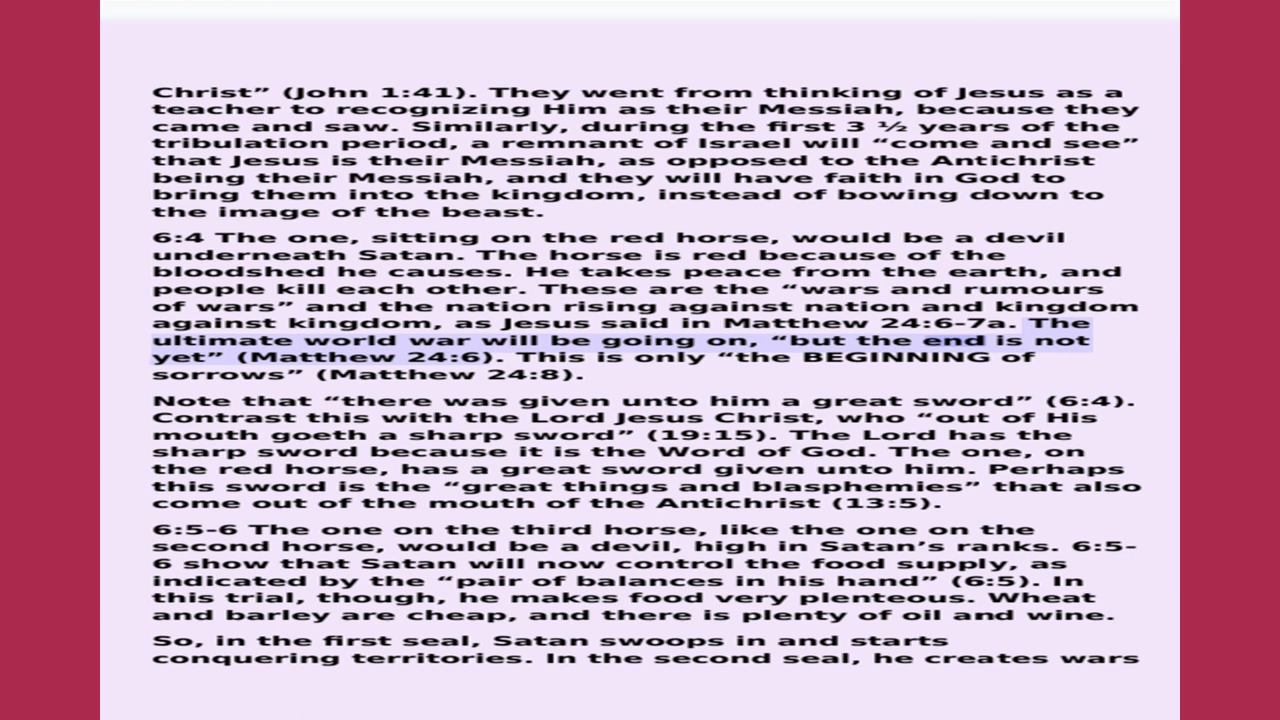 Christ” (John 1:41). They went from thinking of Jesus as a
teacher to recognizing Him as their Messiah, because they
came and saw. Similarly, during the first 3 ½ years of the
tribulation period, a remnant of Israel will “come and see”
that Jesus is their Messiah, as opposed to the Antichrist
being their Messiah, and they will have faith in God to
bring them into the kingdom, instead of bowing down to
the image of the beast.
6:4 The one, sitting on the red horse, would be a devil
underneath Satan. The horse is red because of the
bloodshed he causes. He takes peace from the earth, and
people kill each other. These are the “wars and rumours
of wars” and the nation rising against nation and kingdom
against kingdom, as Jesus said in Matthew 24:6-7a. The
ultimate world war will be going on, “but the end is not
yet” (Matthew 24:6). This is only “the BEGINNING of
sorrows” (Matthew 24:8).
Note that “there was given unto him a great sword” (6:4).
Contrast this with the Lord Jesus Christ, who “out of His
mouth goeth a sharp sword” (19:15). The Lord has the
sharp sword because it is the Word of God. The one, on
the red horse, has a great sword given unto him. Perhaps
this sword is the “great things and blasphemies” that also
come out of the mouth of the Antichrist (13:5).
6:5-6 The one on the third horse, like the one on the
second horse, would be a devil, high in Satan’s ranks. 6:5-
6 show that Satan will now control the food supply, as
indicated by the “pair of balances in his hand” (6:5). In
this trial, though, he makes food very plenteous. Wheat
and barley are cheap, and there is plenty of oil and wine.
So, in the first seal, Satan swoops in and starts
conquering territories. In the second seal, he creates wars